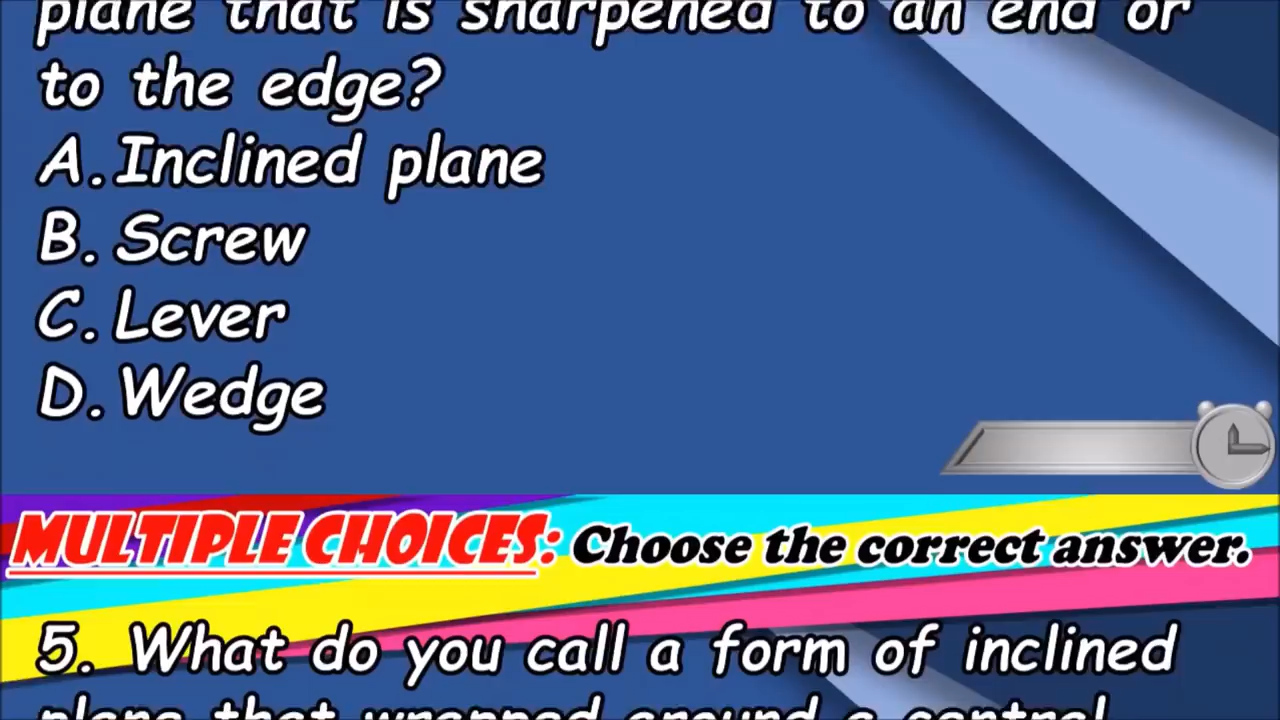 plane that is sharpened to an end or
to the edge?
A. Inclined plane
B. Screw
C. Lever
D. Wedge
MULTIPLE CHOICES: Choose the correct answer.
5. What do you call a form of inclined
plane that wrapped around a central